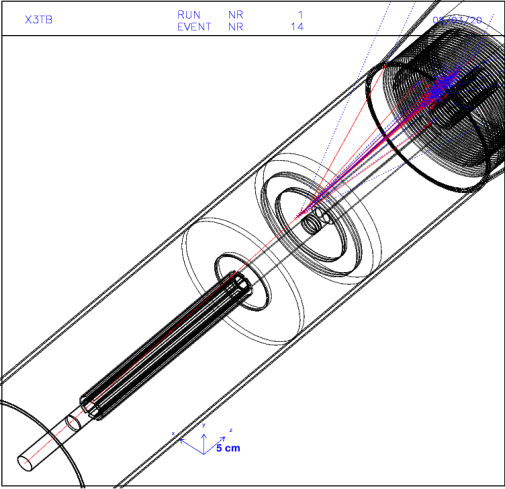 X3TB RUN NR 1
EVENT NR 14
x y z
5 cm